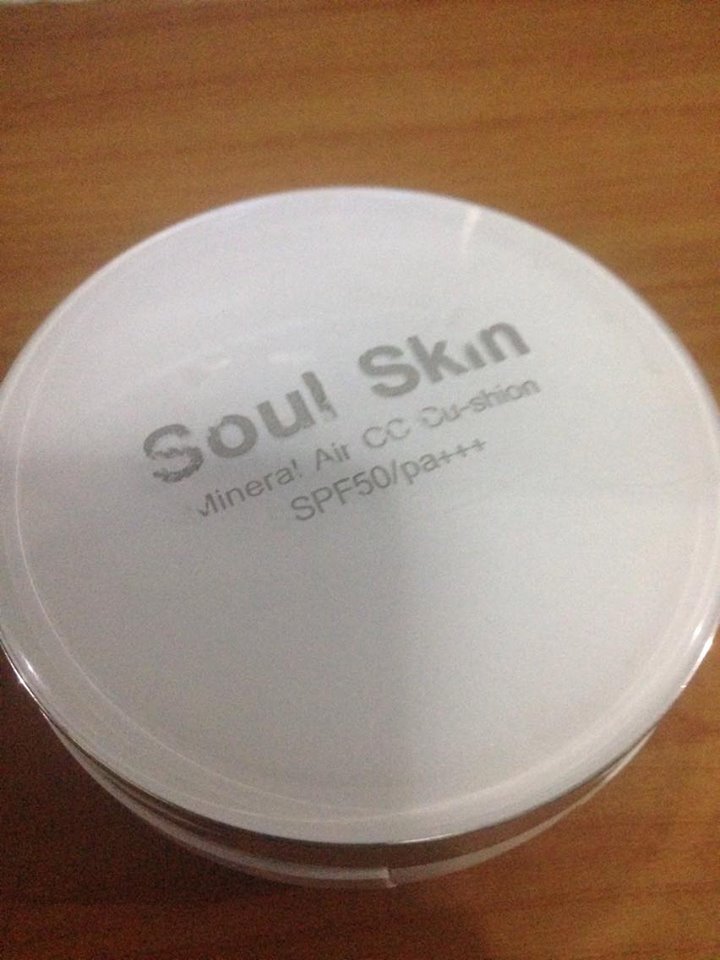 Soul Skin
Mineral Air CC Cu-shion
SPF50/pa+++